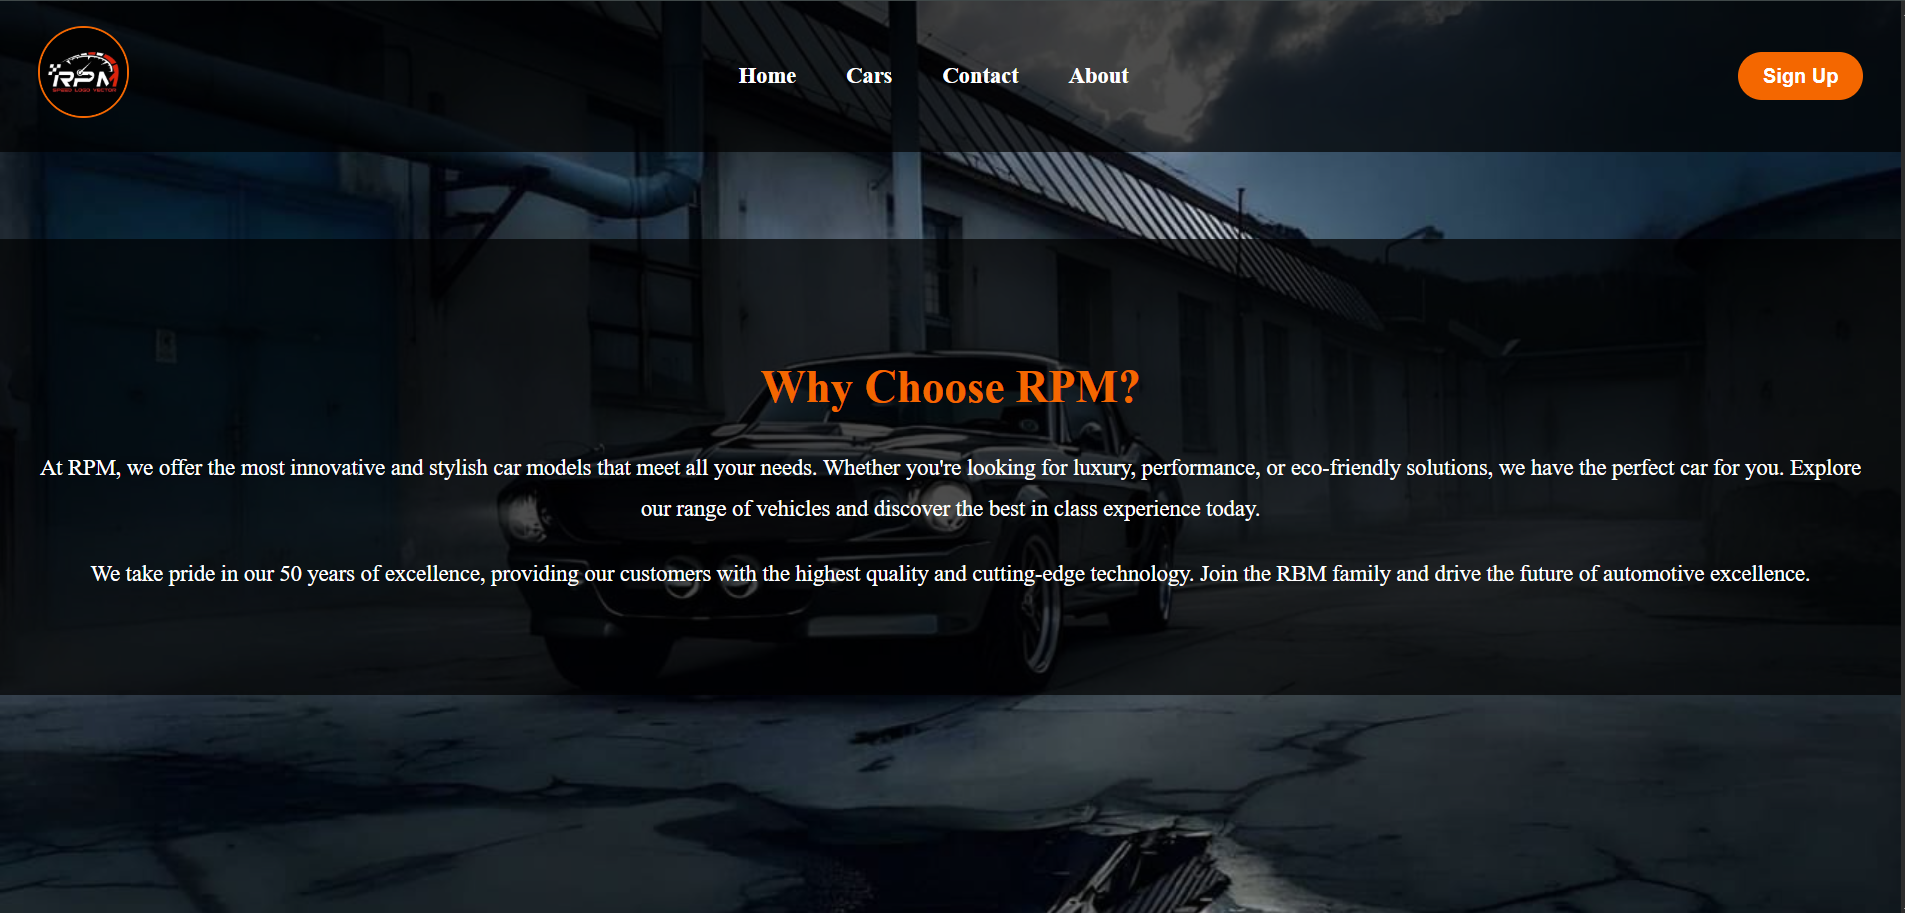 RPM
SPEED LOGO VECTOR
Home Cars Contact About
Sign Up
Why Choose RPM?
At RPM, we offer the most innovative and stylish car models that meet all your needs. Whether you're looking for luxury, performance, or eco-friendly solutions, we have the perfect car for you. Explore
our range of vehicles and discover the best in class experience today.
We take pride in our 50 years of excellence, providing our customers with the highest quality and cutting-edge technology. Join the RBM family and drive the future of automotive excellence.